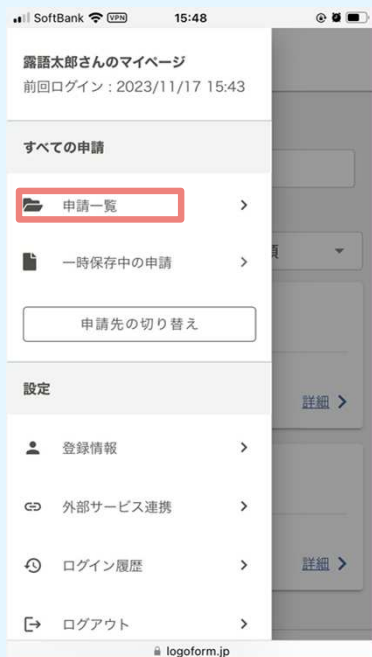 SoftBank VPN 15:48
露語太郎さんのマイページ
前回ログイン : 2023/11/17 15:43
すべての申請
申請一覧
一時保存中の申請
申請先の切り替え
設定
詳細
登録情報
外部サービス連携
ログイン履歴
詳細
ログアウト
logoform.jp